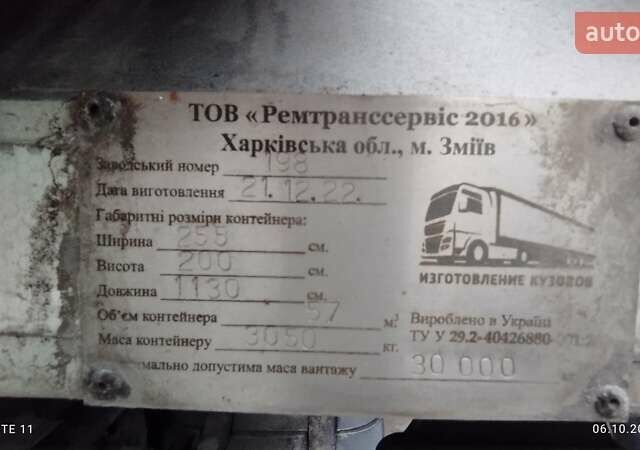 auto
ТОВ «Ремтранссервіс 2016»
Харківська обл., м. Зміїв
Заводський номер 198
Дата виготовлення 21.12.22.
Габаритні розміри контейнера:
Ширина 255 см.
Висота 200 см.
Довжина 1130 см.
Об'єм контейнера 57 м³
Маса контейнеру 3050 кг.
допустима маса вантажу 30 000
ИЗГОТОВЛЕНИЕ КУЗОВОВ
Вироблено в Україні
ТУ У 29.2-40426880-
TE 11
06.10.20